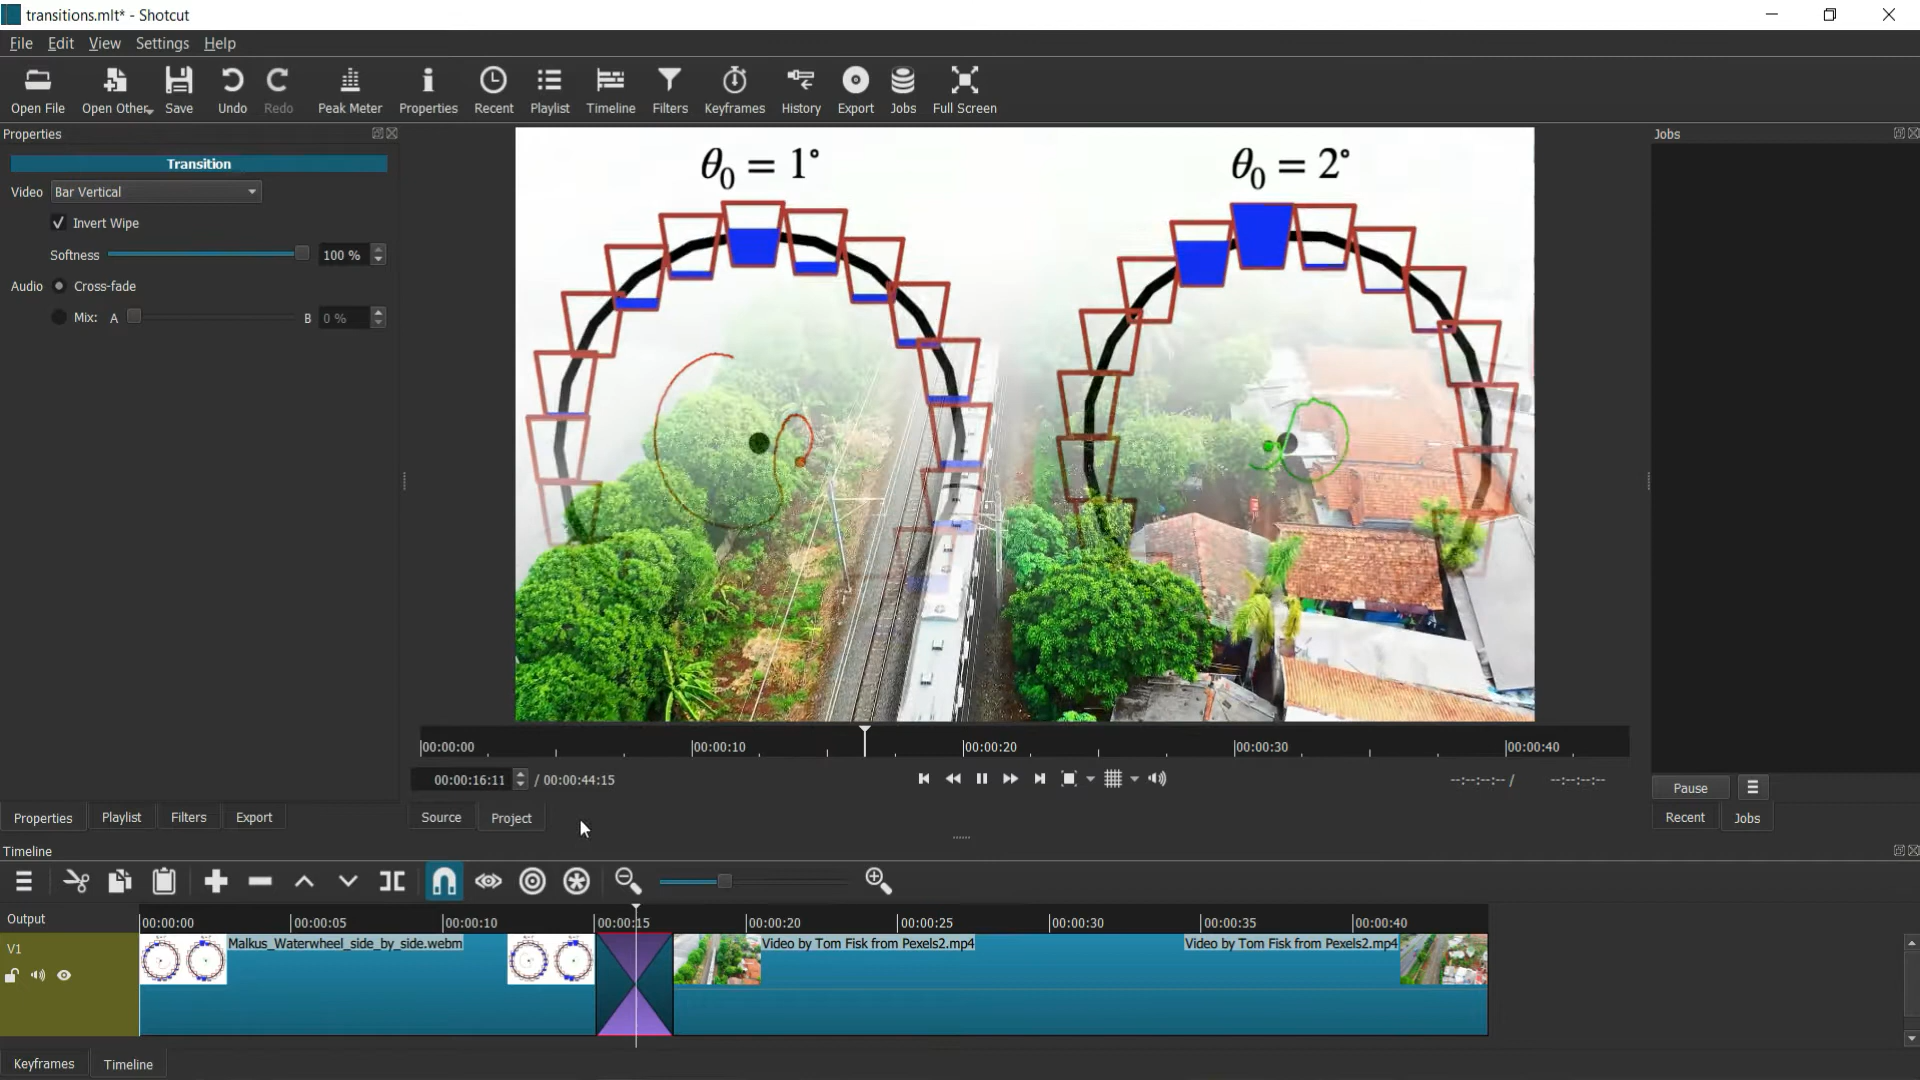 transitions.mlt* - Shotcut
File Edit View Settings Help
Open File Open Other Save Undo Redo Peak Meter Properties Recent Playlist Timeline Filters Keyframes History Export Jobs Full Screen
Properties
Transition
Video Bar Vertical
Invert Wipe
Softness 100 %
Audio Cross-fade
Mix: A B 0 %
θ0 = 1° θ0 = 2°
Jobs
00:00:00 00:00:10 00:00:20 00:00:30 00:00:40
00:00:16:11 / 00:00:44:15 --:--:--:-- / --:--:--:--
Pause
Properties Playlist Filters Export Source Project Recent Jobs
Timeline
Output 00:00:00 00:00:05 00:00:10 00:00:15 00:00:20 00:00:25 00:00:30 00:00:35 00:00:40
V1 Malkus_Waterwheel_side_by_side.webm Video by Tom Fisk from Pexels2.mp4 Video by Tom Fisk from Pexels2.mp4
Keyframes Timeline